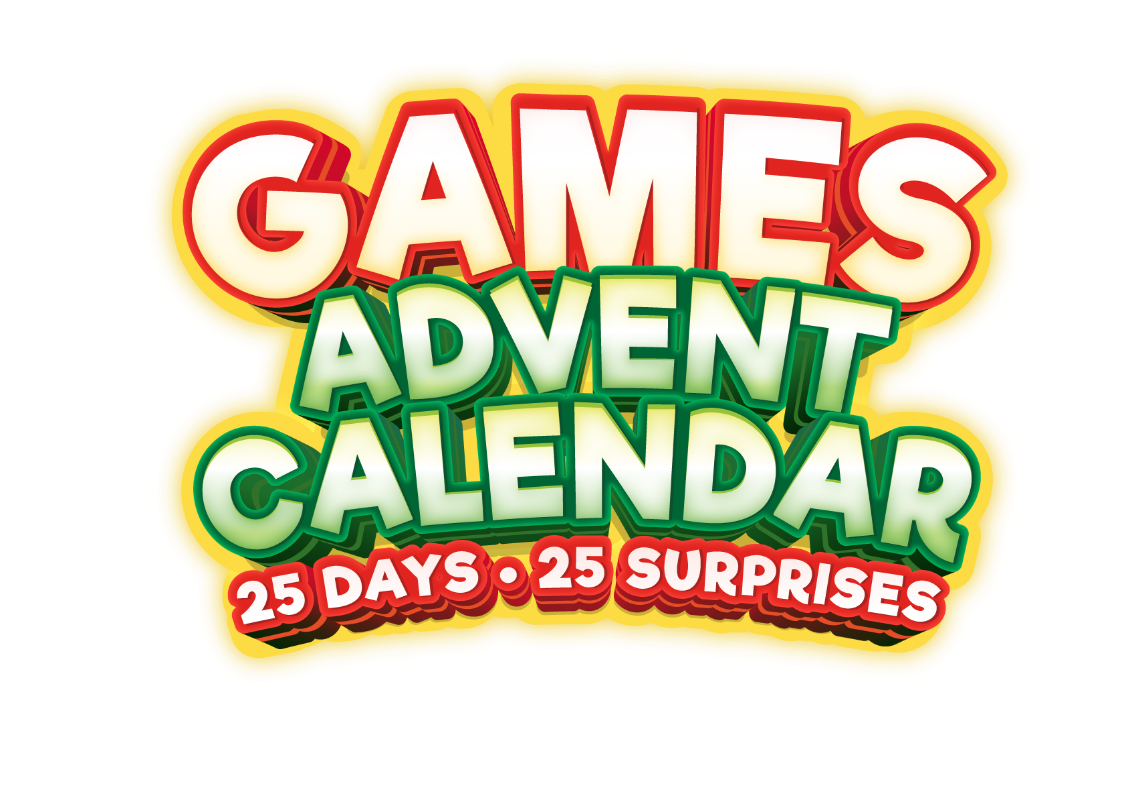 GAMES
ADVENT
CALENDAR
25 DAYS • 25 SURPRISES